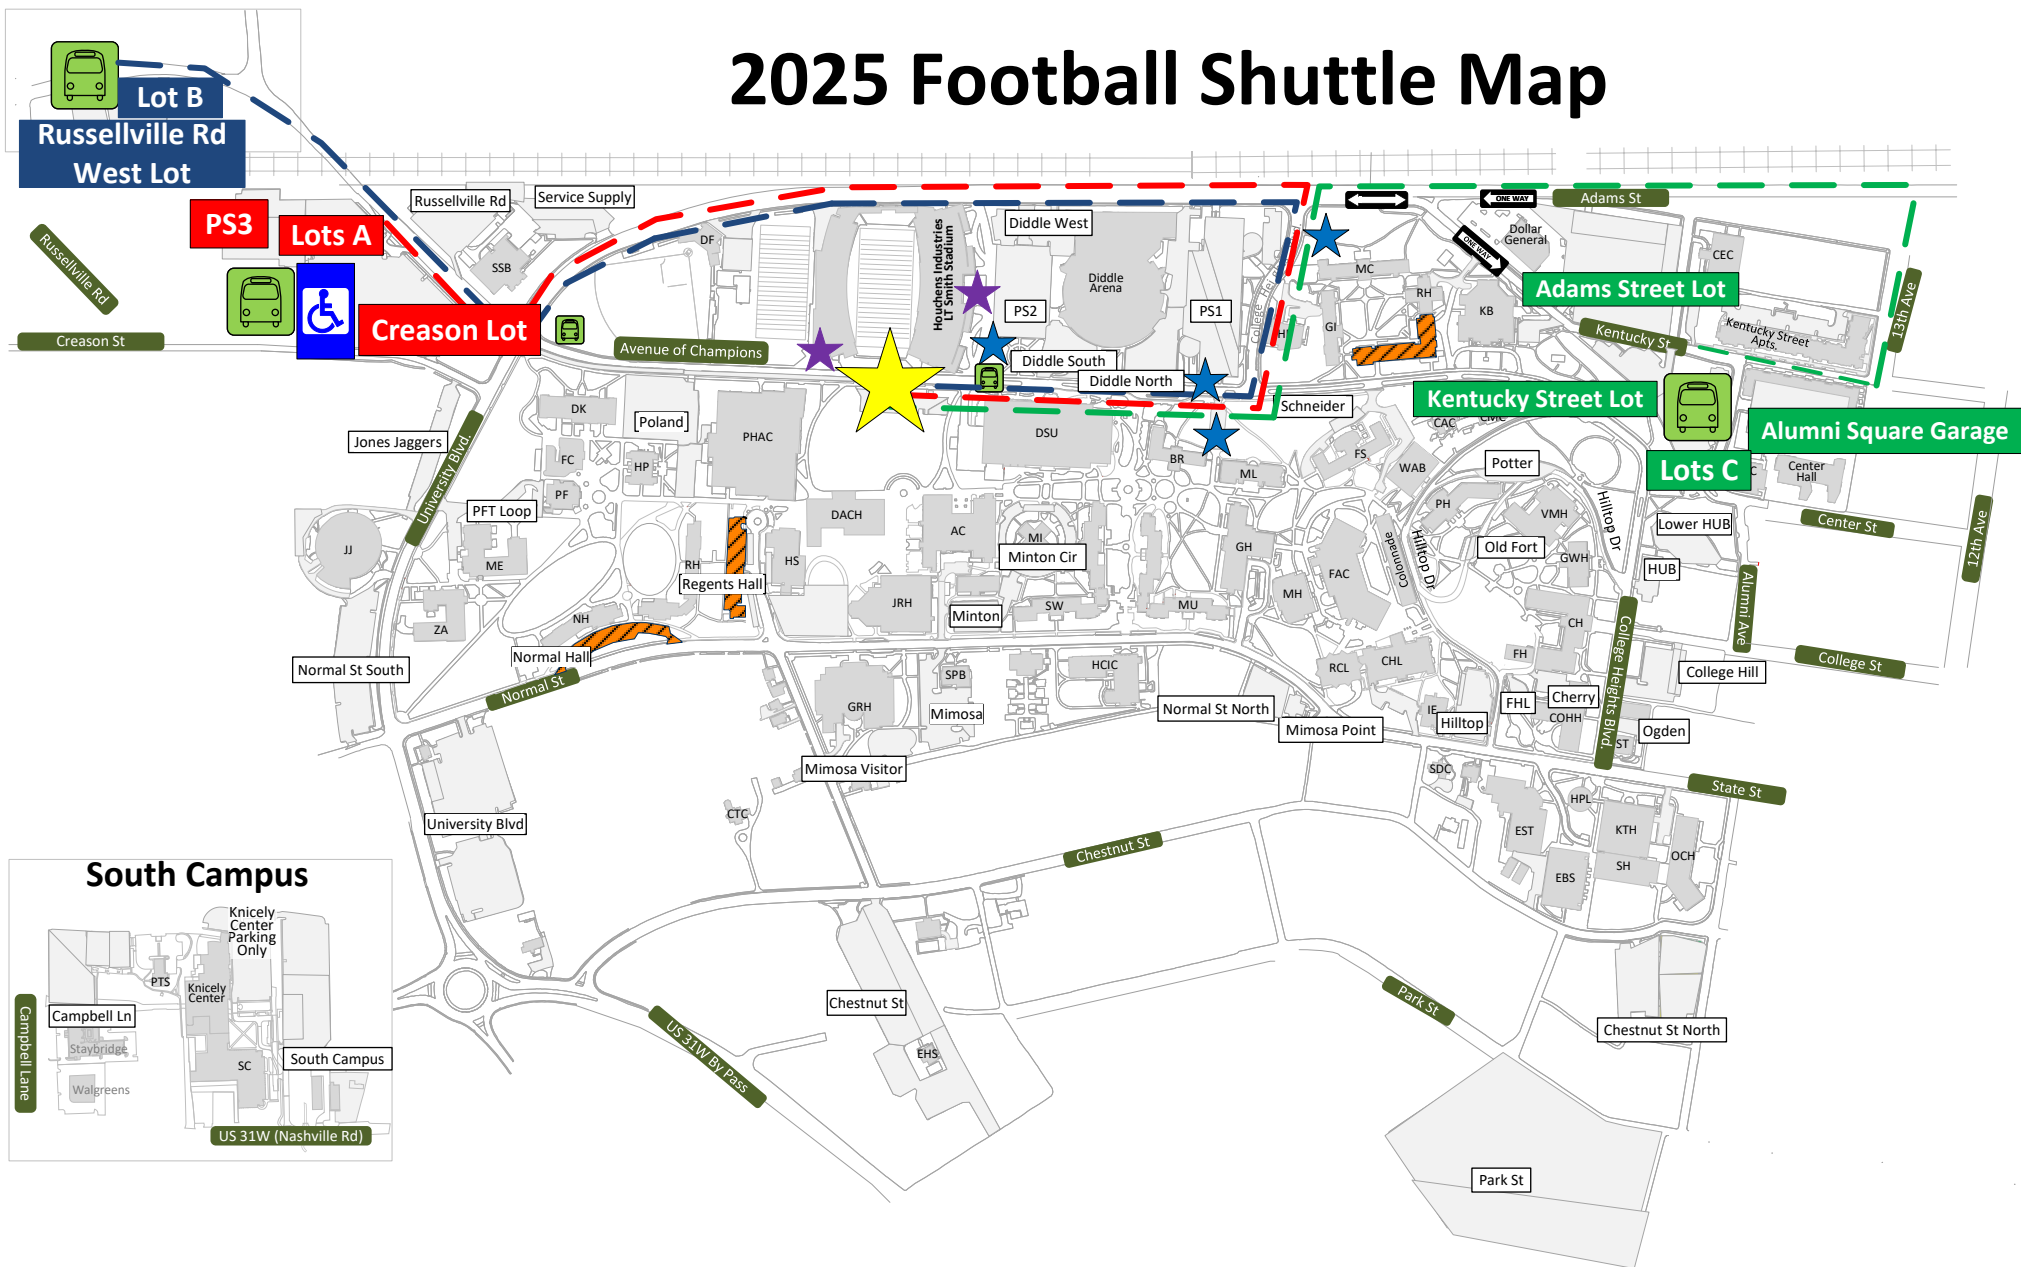 2025 Football Shuttle Map
Lot B
Russellville Rd
West Lot
PS3
Lots A
Creason Lot
Russellville Rd
Creason St
Russellville Rd
Service Supply
SSB
DF
Houchens Industries
LT Smith Stadium
Diddle West
Diddle
Arena
PS2
PS1
Diddle South
Diddle North
Avenue of Champions
College He
H
MC
RH
GI
KB
ONE WAY
ONE WAY
Adams St
Dollar
General
CEC
Adams Street Lot
Kentucky St
Kentucky Street
Apts.
13th Ave
Kentucky Street Lot
Alumni Square Garage
Lots C
Schneider
CAC
CMC
C
Center
Hall
Center St
12th Ave
Jones Jaggers
University Blvd.
DK
Poland
PHAC
FC
HP
PF
PFT Loop
DSU
BR
ML
FS
WAB
Potter
PH
VMH
Hilltop Dr
Lower HUB
JJ
ME
ZA
RH
Regents Hall
HS
DACH
AC
MI
Minton Cir
JRH
Minton
SW
MU
GH
MH
FAC
Colonnade
Hilltop Dr
Old Fort
GWH
HUB
Alumni Ave
NH
Normal Hall
Normal St
Normal St South
SPB
HCIC
GRH
Mimosa
Normal St North
RCL
CHL
FH
CH
College Heights Blvd.
College Hill
College St
IE
Hilltop
FHL
Cherry
COHH
Ogden
ST
Mimosa Point
Mimosa Visitor
CTC
University Blvd
SDC
HPL
State St
EST
KTH
SH
OCH
EBS
Chestnut St
Chestnut St
EHS
US 31W By Pass
Park St
Chestnut St North
Park St
South Campus
Knicely
Center
Parking
Only
PTS
Knicely
Center
Campbell Ln
Campbell Lane
Staybridge
Walgreens
SC
South Campus
US 31W (Nashville Rd)